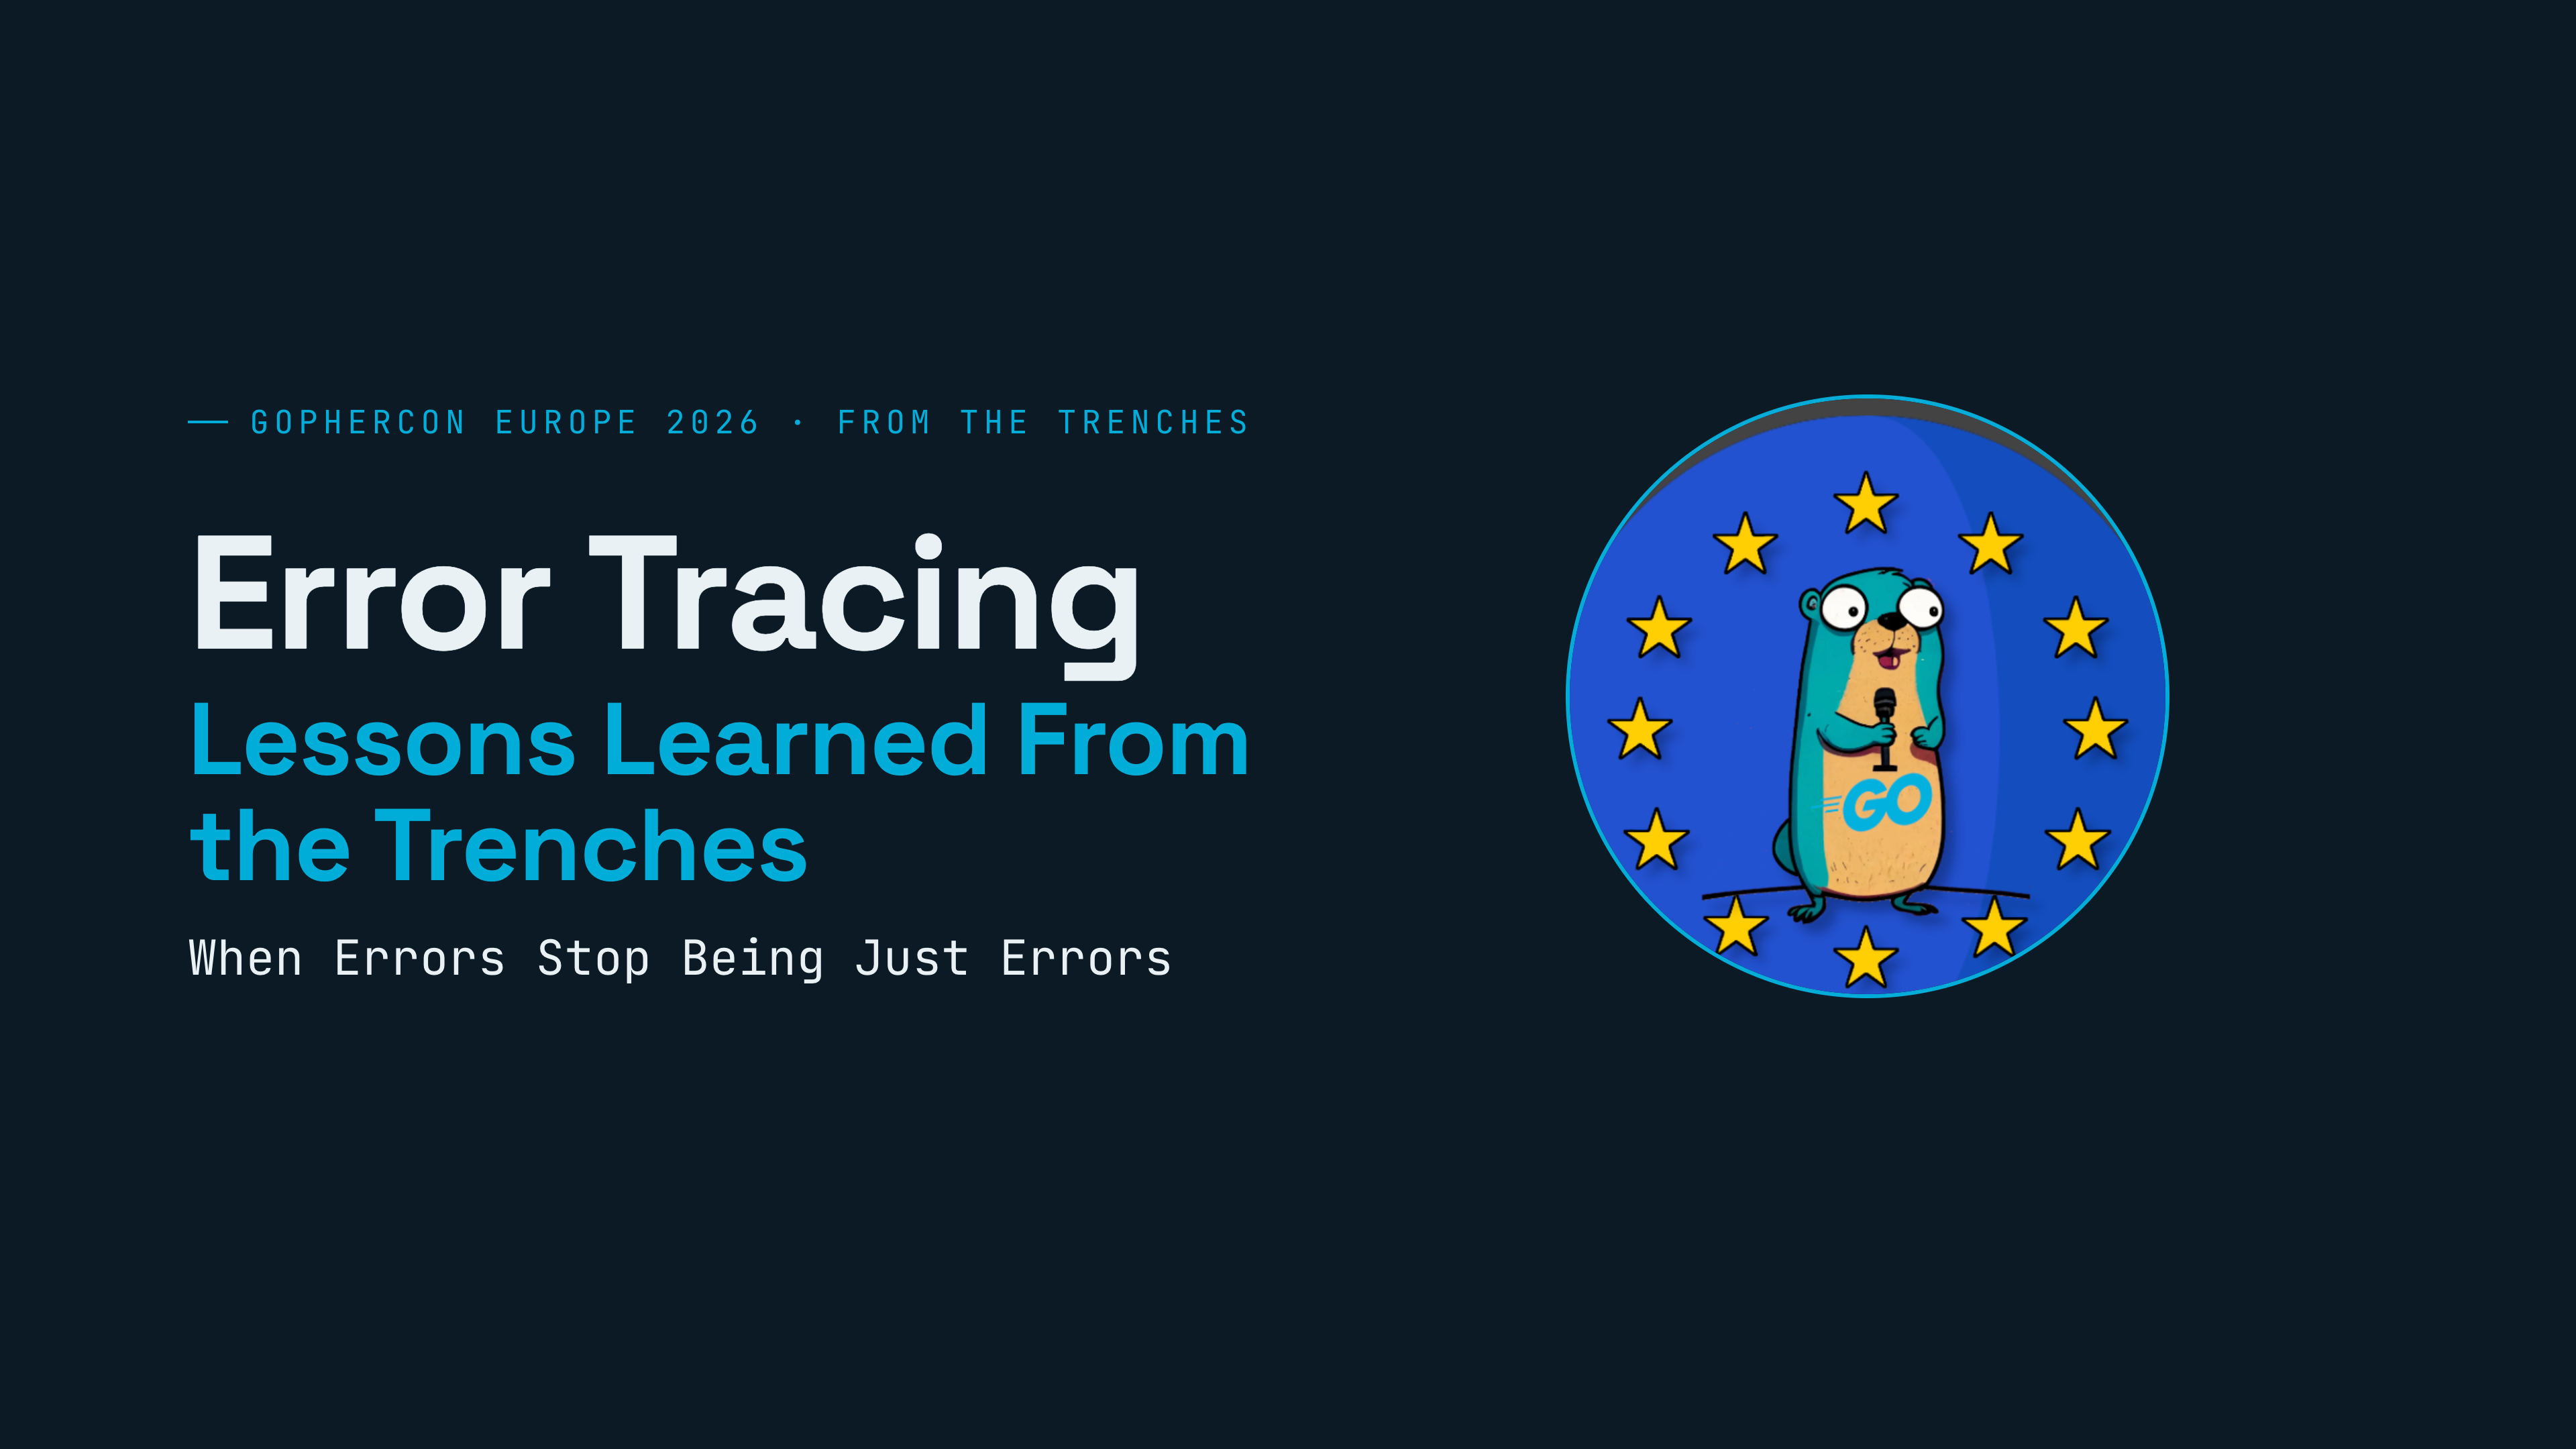 — GOPHERCON EUROPE 2026 · FROM THE TRENCHES
Error Tracing
Lessons Learned From
the Trenches
When Errors Stop Being Just Errors
GO